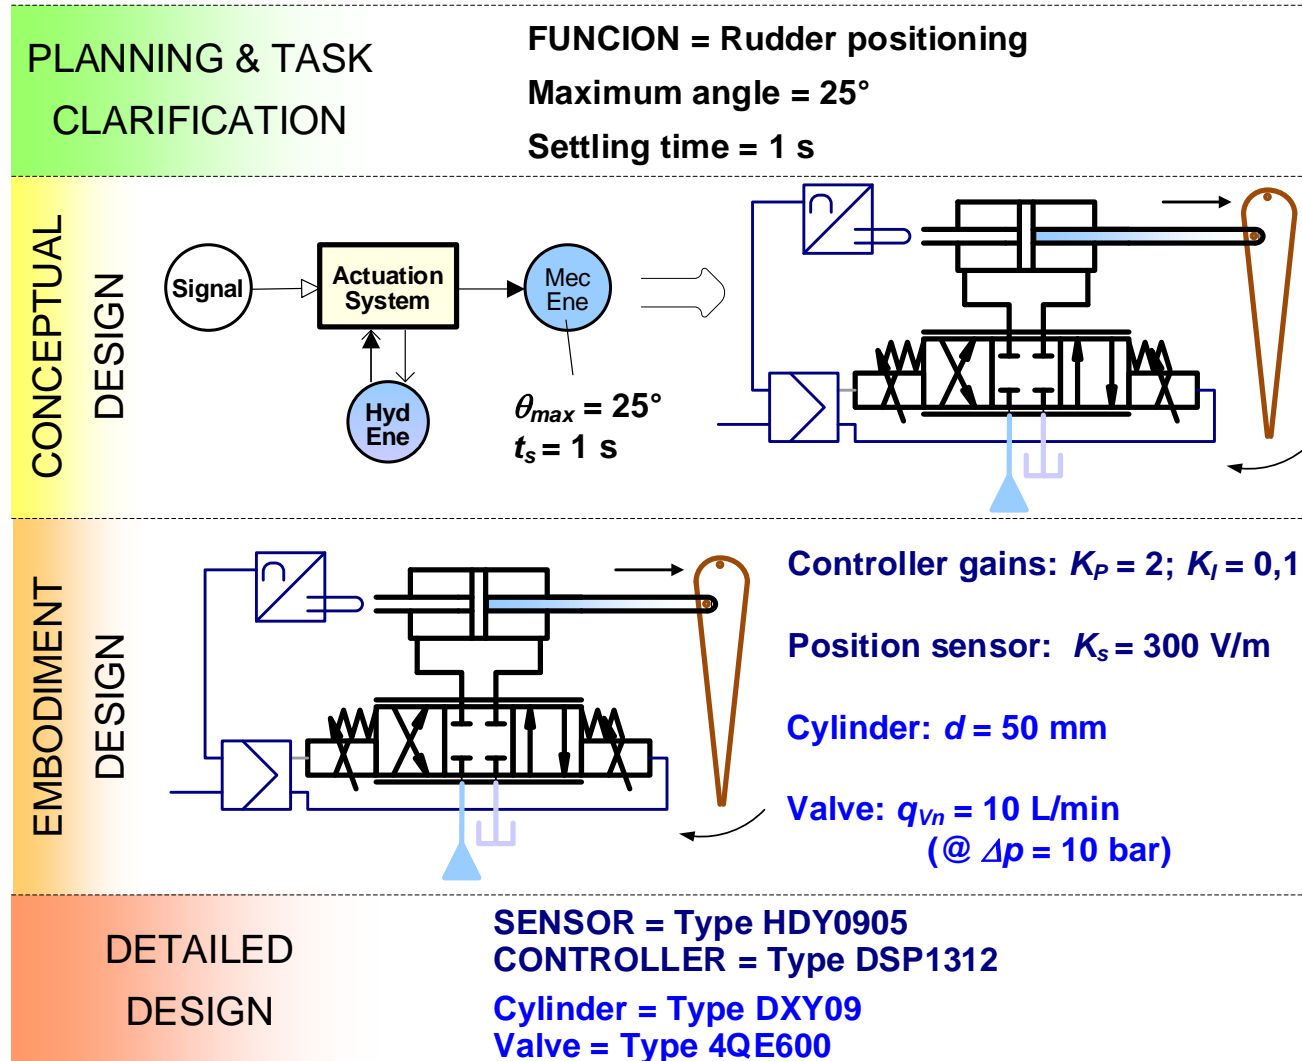 PLANNING & TASK
CLARIFICATION
FUNCION = Rudder positioning
Maximum angle = 25°
Settling time = 1 s
CONCEPTUAL
DESIGN
Signal
Actuation
System
Mec
Ene
Hyd
Ene
θmax = 25°
ts = 1 s
EMBODIMENT
DESIGN
Controller gains: KP = 2; KI = 0,1
Position sensor: Ks = 300 V/m
Cylinder: d = 50 mm
Valve: qVn = 10 L/min
(@ Δp = 10 bar)
DETAILED
DESIGN
SENSOR = Type HDY0905
CONTROLLER = Type DSP1312
Cylinder = Type DXY09
Valve = Type 4QE600